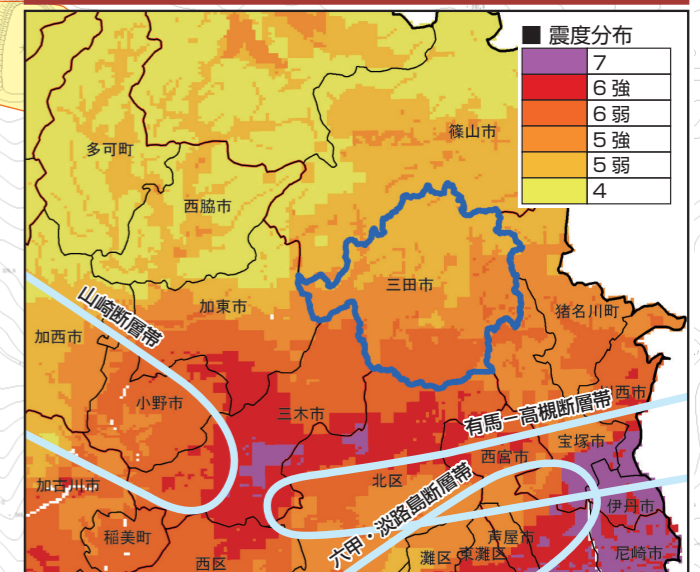 ■ 震度分布
7
6 強
6 弱
5 強
5 弱
4
篠山市
多可町
西脇市
三田市
山崎断層帯
加東市
猪名川町
加西市
小野市
三木市
川西市
有馬－高槻断層帯
宝塚市
西宮市
加古川市
北区
六甲・淡路島断層帯
伊丹市
稲美町
芦屋市
西区
灘区
東灘区
尼崎市